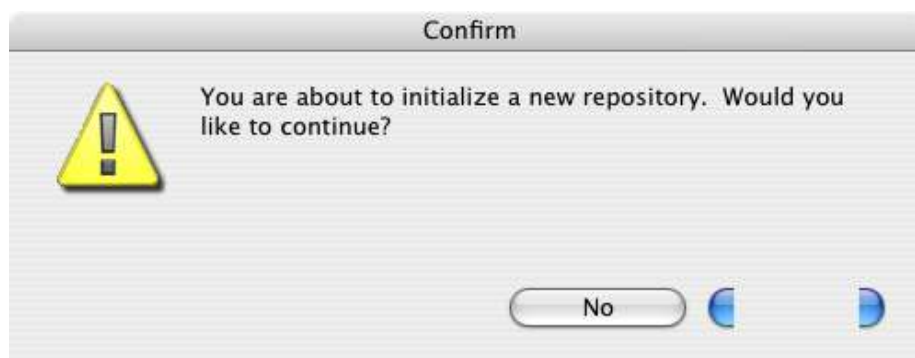 Confirm
You are about to initialize a new repository.  Would you
like to continue?
No